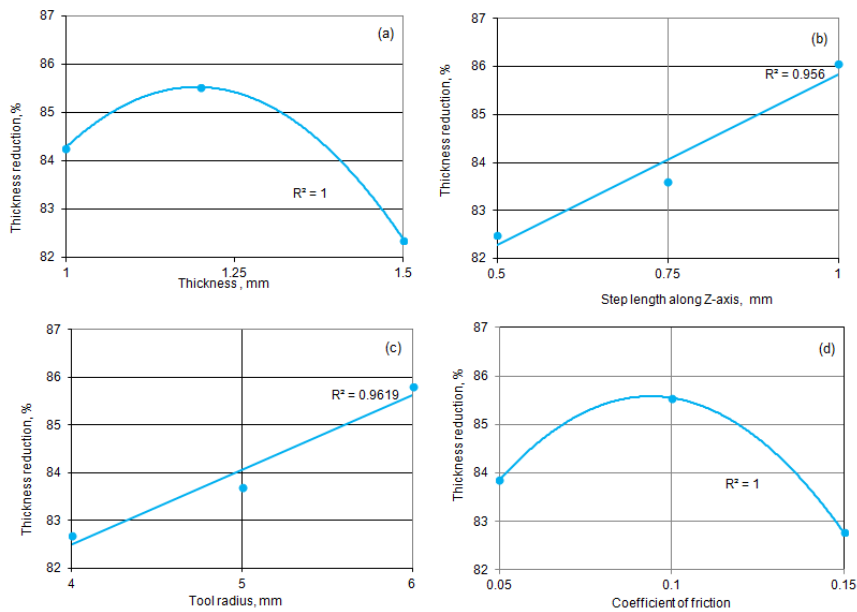 87
86
85
84
83
82
Thickness reduction, %
(a)
R² = 1
1
1.25
1.5
Thickness, mm
87
86
85
84
83
82
Thickness reduction, %
(b)
R² = 0.956
0.5
0.75
1
Step length along Z-axis, mm
87
86
85
84
83
82
Thickness reduction, %
(c)
R² = 0.9619
4
5
6
Tool radius, mm
87
86
85
84
83
82
Thickness reduction, %
(d)
R² = 1
0.05
0.1
0.15
Coefficient of friction